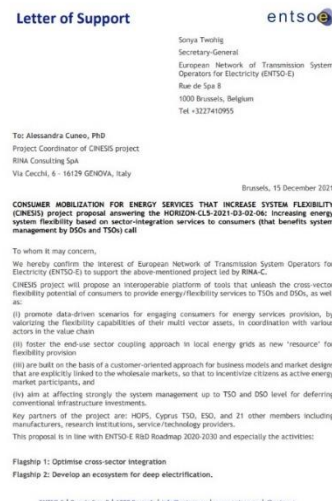 Letter of Support
entsoe
Sonya Twohig
Secretary-General
European Network of Transmission System
Operators for Electricity (ENTSO-E)
Rue de Spa 8
1000 Brussels, Belgium
Tel +3227410955
To: Alessandra Cuneo, PhD
Project Coordinator of CINESIS project
RINA Consulting SpA
Via Cecchi, 6 - 16129 GENOVA, Italy
Brussels, 15 December 2021
CONSUMER MOBILIZATION FOR ENERGY SERVICES THAT INCREASE SYSTEM FLEXIBILITY
(CINESIS) project proposal answering the HORIZON-CL5-2021-D3-02-06: Increasing energy
system flexibility based on sector-integration services to consumers (that benefits system
management by DSOs and TSOs) call
To whom it may concern,
We hereby confirm the interest of European Network of Transmission System Operators for
Electricity (ENTSO-E) to support the above-mentioned project led by RINA-C.
CINESIS project will propose an interoperable platform of tools that unleash the cross-vector
flexibility potential of consumers to provide energy/flexibility services to TSOs and DSOs, as well
as:
(i) promote data-driven scenarios for engaging consumers for energy services provision, by
valorizing the flexibility capabilities of their multi vector assets, in coordination with various
actors in the value chain
(ii) foster the end-use sector coupling approach in local energy grids as new 'resource' for
flexibility provision
(iii) are built on the basis of a customer-oriented approach for business models and market designs
that are explicitly linked to the wholesale markets, so that to incentivize citizens as active energy
market participants, and
(iv) aim at affecting strongly the system management up to TSO and DSO level for deferring
conventional infrastructure investments.
Key partners of the project are: HOPS, Cyprus TSO, ESO, and 21 other members including
manufacturers, research institutions, service/technology providers.
This proposal is in line with ENTSO-E R&D Roadmap 2020-2030 and especially the activities:
Flagship 1: Optimise cross-sector integration
Flagship 2: Develop an ecosystem for deep electrification.